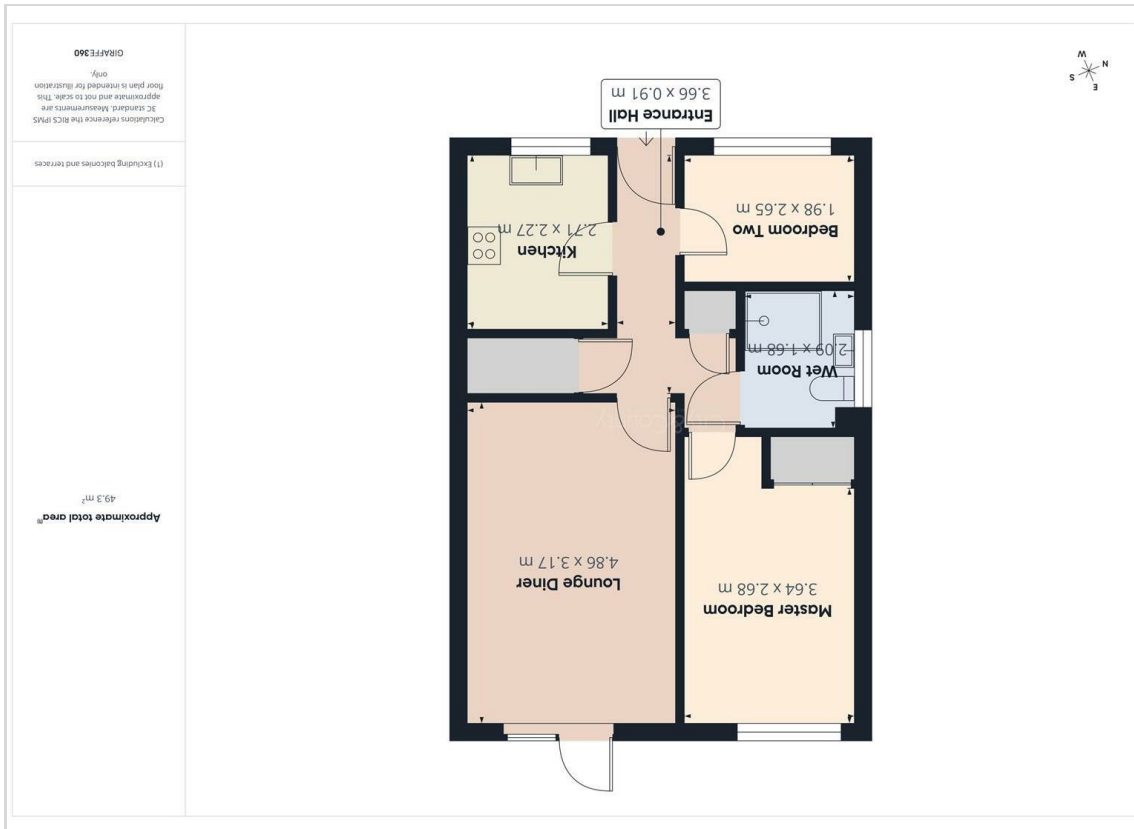 Approximate total area⁽¹⁾
49.3 m²
(1) Excluding balconies and terraces
Calculations reference the RICS IPMS
3C standard. Measurements are
approximate and not to scale. This
floor plan is intended for illustration
only.
GIRAFFE360
Master Bedroom
3.64 x 2.68 m
Lounge Diner
4.86 x 3.17 m
Wet Room
2.09 x 1.68 m
Kitchen
2.71 x 2.27 m
Bedroom Two
1.98 x 2.65 m
Entrance Hall
3.66 x 0.91 m
E
S
N
W